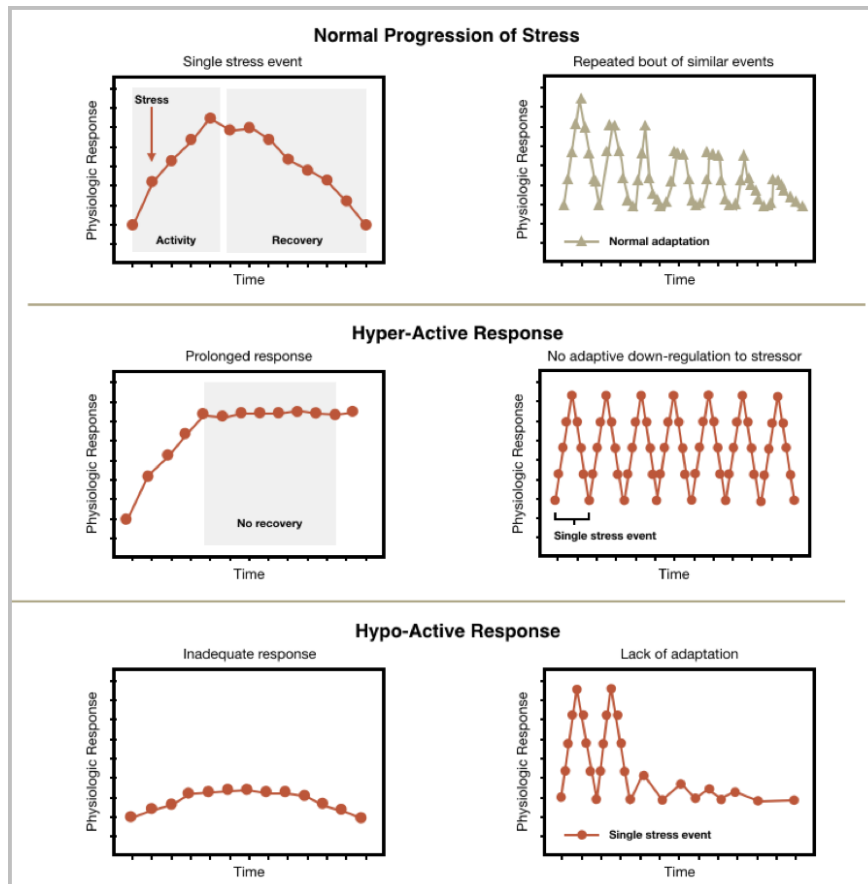 Normal Progression of Stress
Single stress event
Physiologic Response
Stress
Activity
Recovery
Time
Repeated bout of similar events
Physiologic Response
Normal adaptation
Time
Hyper-Active Response
Prolonged response
Physiologic Response
No recovery
Time
No adaptive down-regulation to stressor
Physiologic Response
Single stress event
Time
Hypo-Active Response
Inadequate response
Physiologic Response
Time
Lack of adaptation
Physiologic Response
Single stress event
Time